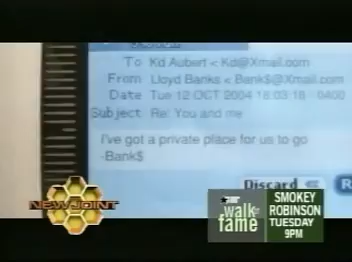 To Kd Aubert < Kd@Xmail.com
From Lloyd Banks < Bank$@Xmail.com
Date Tue 12-OCT 2004 18:03:18 -0400
Subject Re: You and me
I've got a private place for us to go
-Bank$
Discard
R
NEWJOINT
walk of fame
SMOKEY
ROBINSON
TUESDAY
9PM